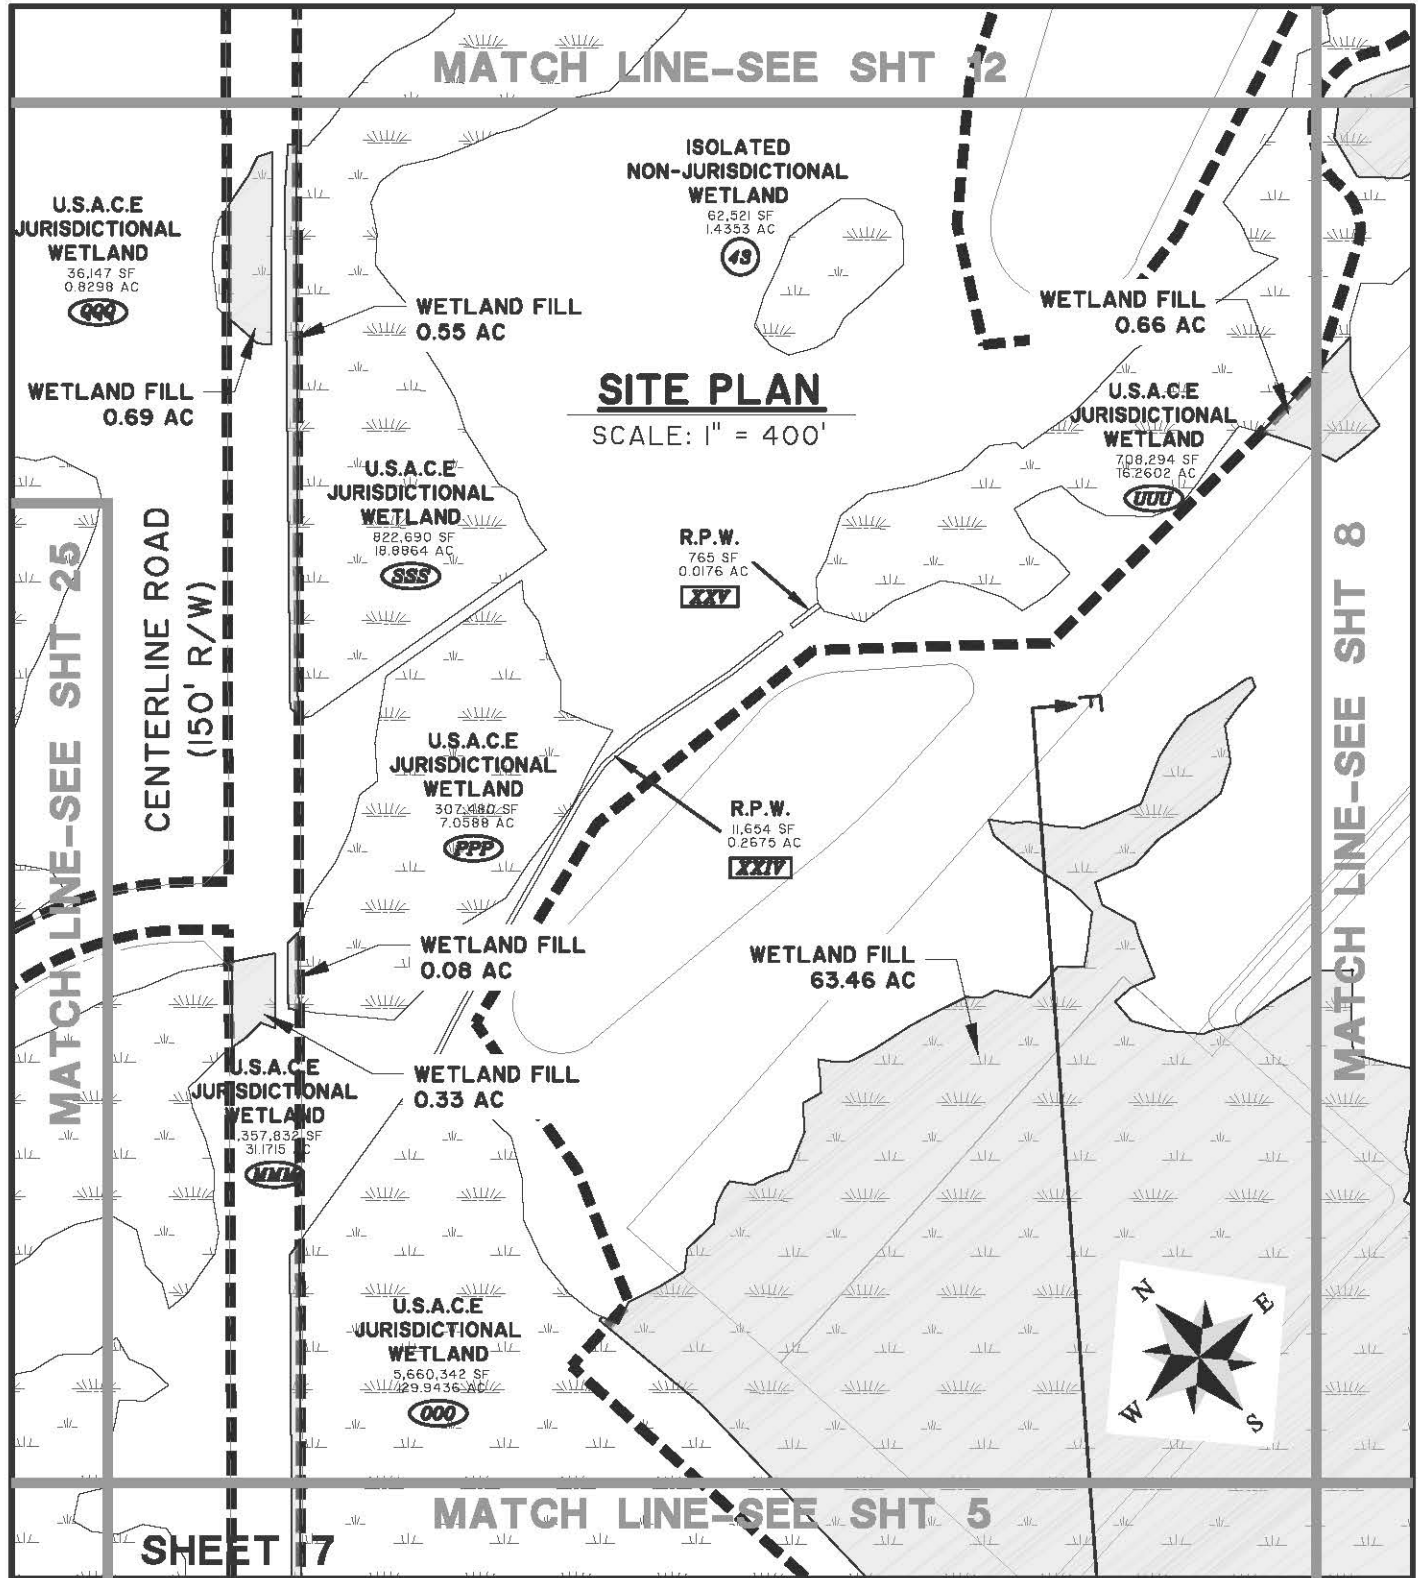 MATCH LINE-SEE SHT 12
ISOLATED
NON-JURISDICTIONAL
WETLAND
62,521 SF
1.4353 AC
43
U.S.A.C.E
JURISDICTIONAL
WETLAND
36,147 SF
0.8298 AC
QQQ
WETLAND FILL
0.55 AC
WETLAND FILL
0.66 AC
WETLAND FILL
0.69 AC
SITE PLAN
SCALE: 1" = 400'
U.S.A.C.E
JURISDICTIONAL
WETLAND
708,294 SF
16.2602 AC
UUU
U.S.A.C.E
JURISDICTIONAL
WETLAND
822,690 SF
18.8864 AC
SSS
R.P.W.
765 SF
0.0176 AC
XXV
MATCH LINE-SEE SHT 25
CENTERLINE ROAD
(150' R/W)
MATCH LINE-SEE SHT 8
F
U.S.A.C.E
JURISDICTIONAL
WETLAND
307,480 SF
7.0588 AC
PPP
R.P.W.
11,654 SF
0.2675 AC
XXIV
WETLAND FILL
0.08 AC
WETLAND FILL
63.46 AC
WETLAND FILL
0.33 AC
U.S.A.C.E
JURISDICTIONAL
WETLAND
,357,832 SF
31.1715 AC
MMM
U.S.A.C.E
JURISDICTIONAL
WETLAND
5,660,342 SF
129.9436 AC
OOO
N
E
W
S
MATCH LINE-SEE SHT 5
SHEET 7